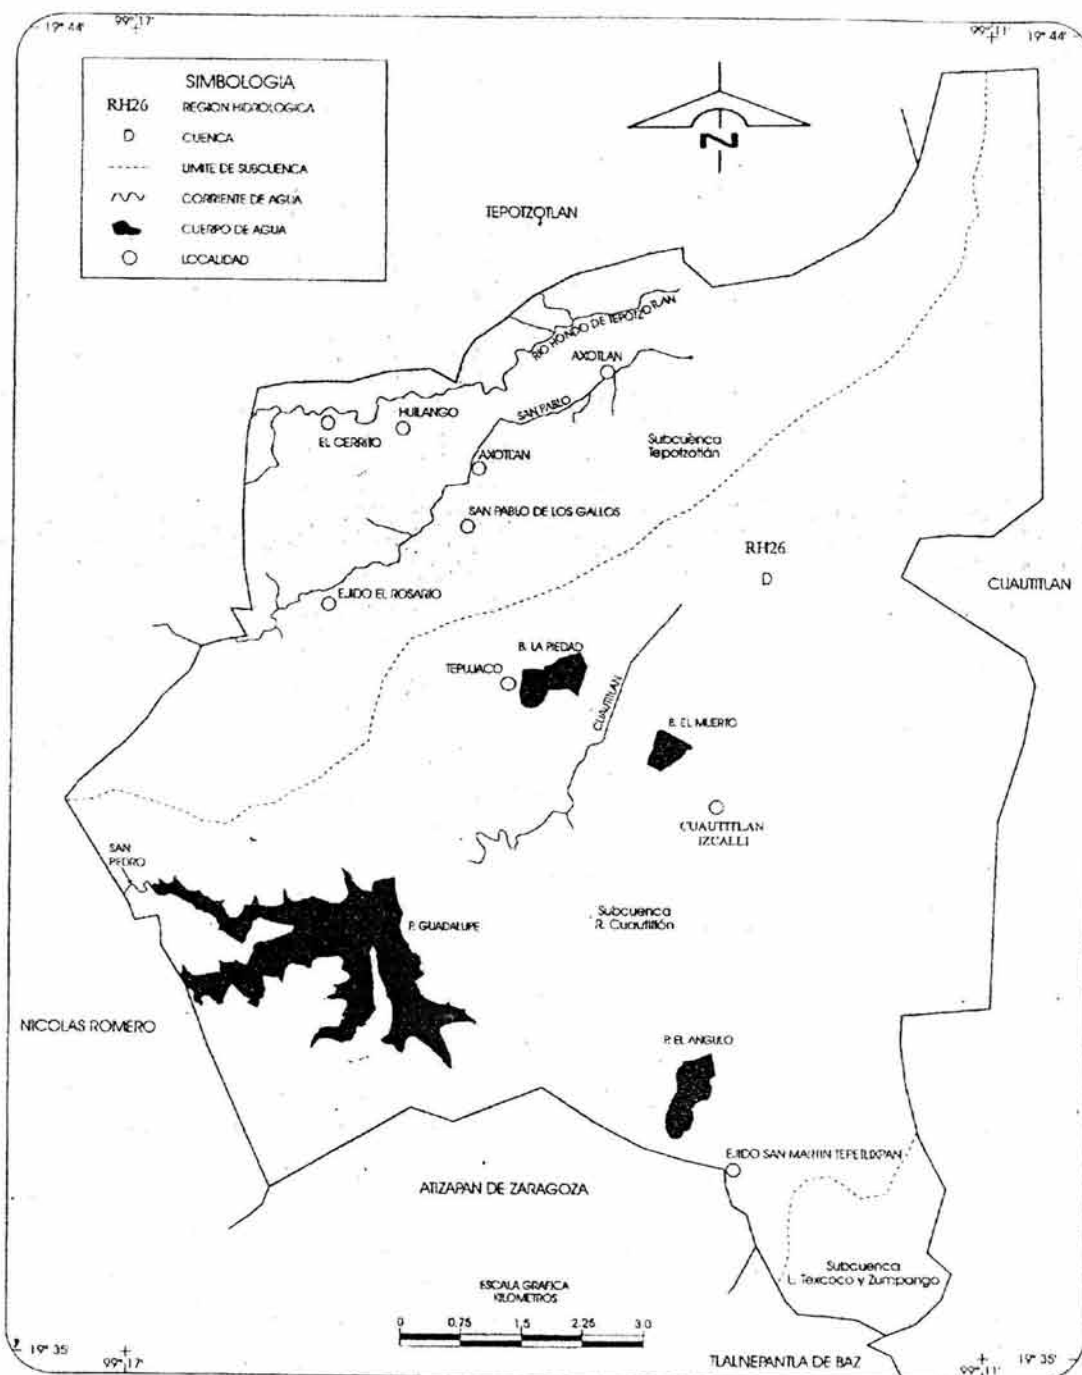 19° 44'
99° 17'
99° 11'
19° 44'
SIMBOLOGIA
RH26 REGION HIDROLOGICA
D CUENCA
LIMITE DE SUBCUENCA
CORRIENTE DE AGUA
CUERPO DE AGUA
LOCALIDAD
N
TEPOTZOTLAN
RIO HONDO DE TEPOTZOTLAN
AXOTLAN
SAN PABLO
HUILANGO
EL CERRITO
Subcuenca
Tepotzotlán
AXOTLAN
SAN PABLO DE LOS GALLOS
RH26
D
CUAUTITLAN
EJIDO EL ROSARIO
B. LA PIEDAD
TEPUJACO
CUAUTITLAN
B. EL MUERTO
CUAUTITLAN
IZCALLI
SAN
PEDRO
P. GUADALUPE
Subcuenca
R. Cuautitlán
NICOLAS ROMERO
P. EL ANGULO
EJIDO SAN MARTIN TEPETLIXPAN
ATIZAPAN DE ZARAGOZA
Subcuenca
L. Texcoco y Zumpango
ESCALA GRAFICA
KILOMETROS
0 0.75 1.5 2.25 3.0
19° 35'
99° 17'
TLALNEPANTLA DE BAZ
99° 11'
19° 35'